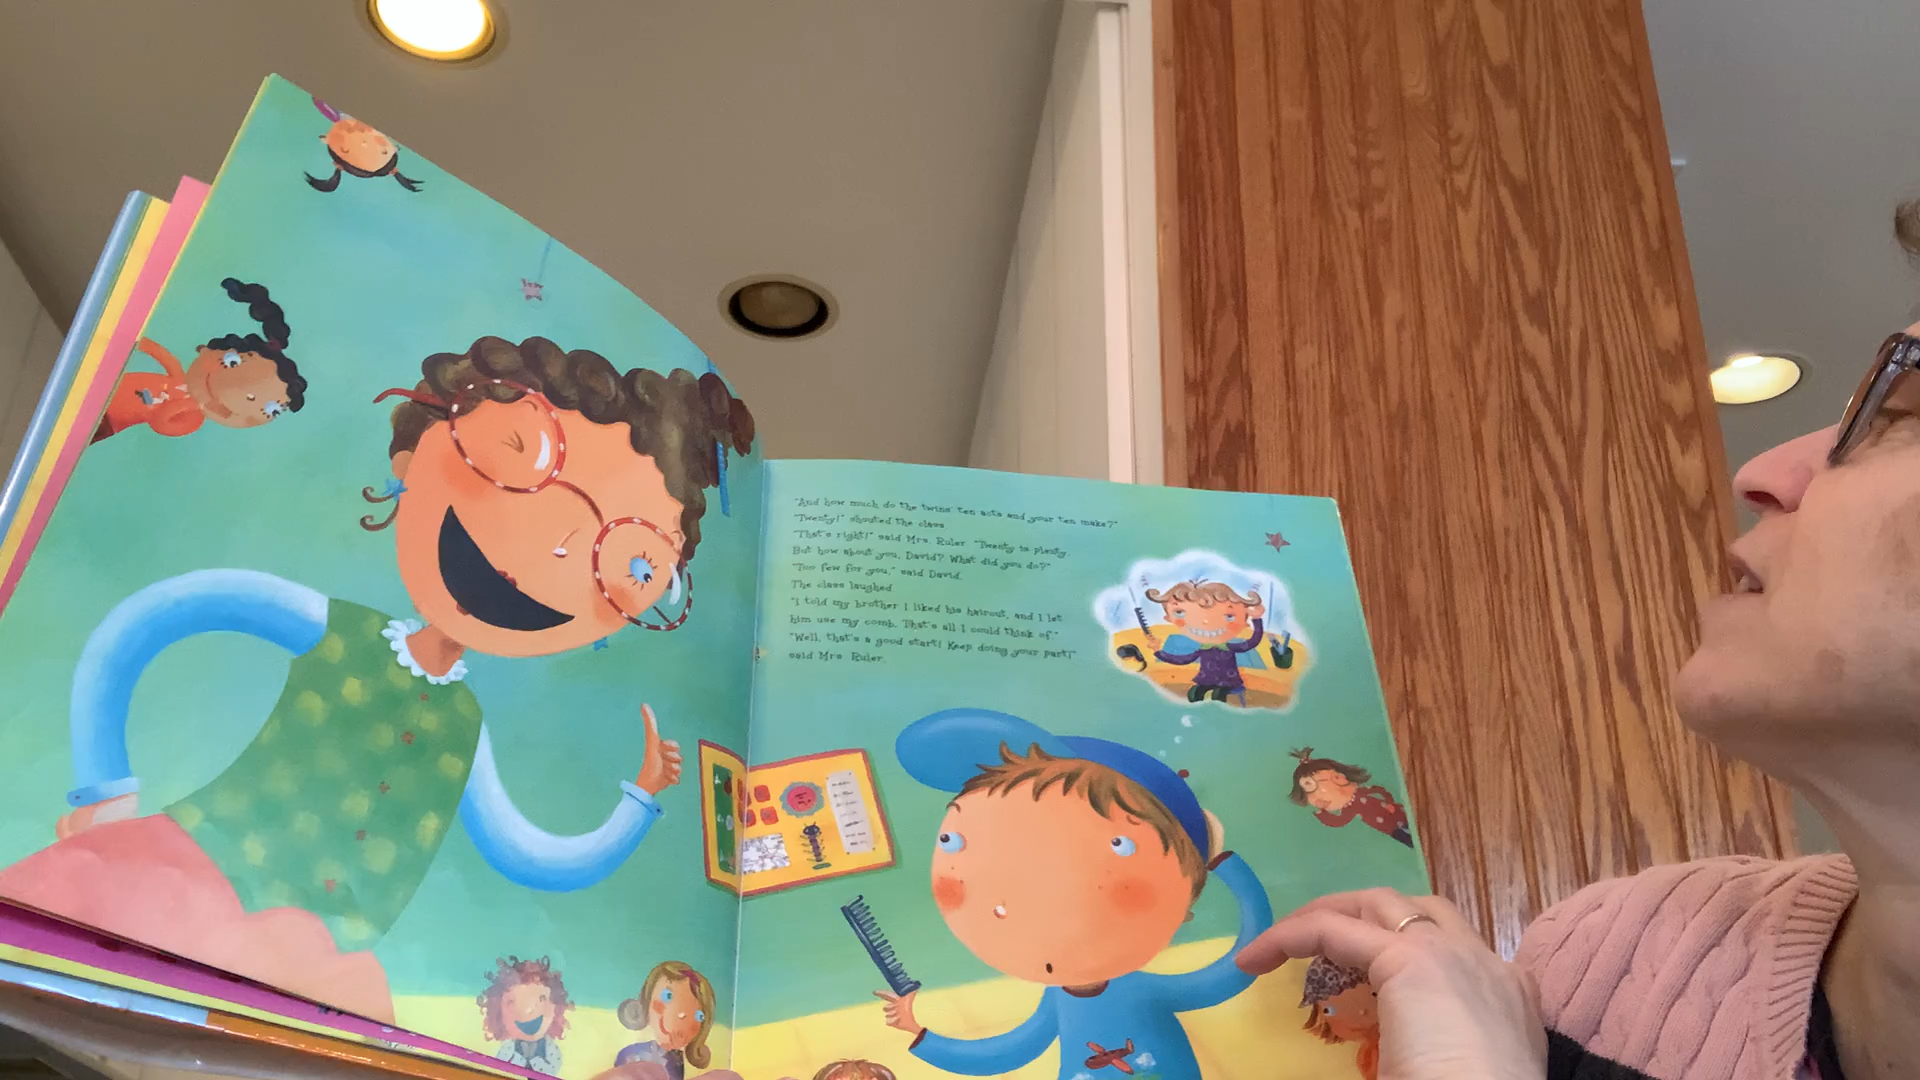 "And how much do the twins' ten acts and your ten make?"
"Twenty!" shouted the class.
"That's right!" said Mrs. Ruler. "Twenty is plenty.
But how about you, David? What did you do?"
"Too few for you," said David.
The class laughed.
"I told my brother I liked his haircut, and I let
him use my comb. That's all I could think of."
"Well, that's a good start! Keep doing your part!"
said Mrs. Ruler.